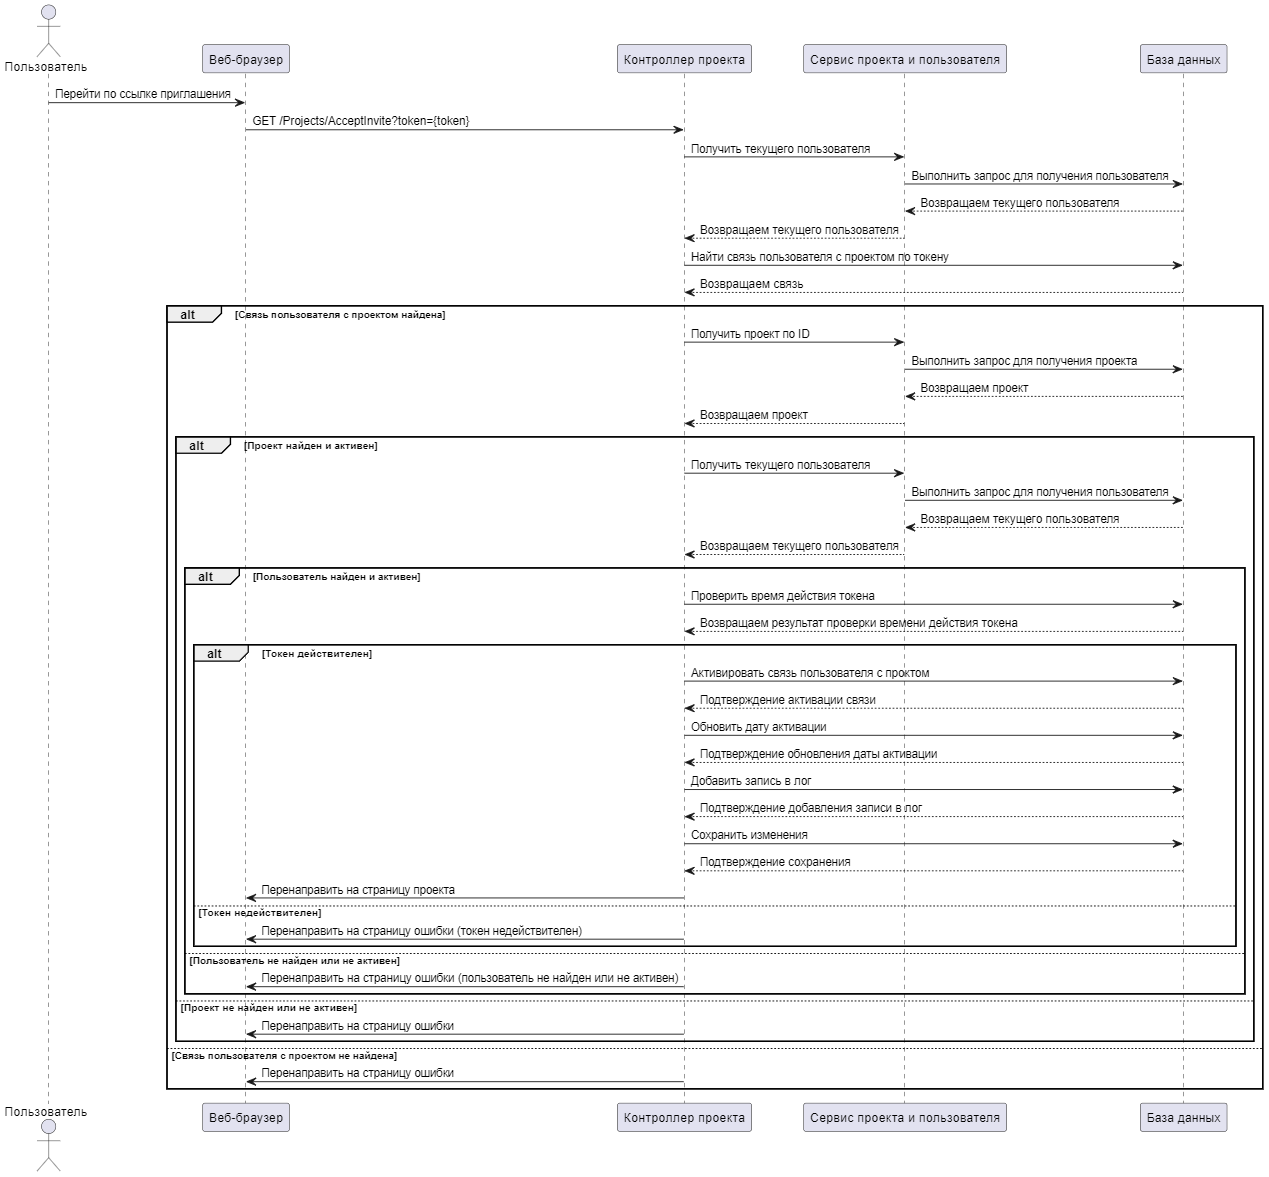 Пользователь
Веб-браузер
Контроллер проекта
Сервис проекта и пользователя
База данных
Перейти по ссылке приглашения
GET /Projects/AcceptInvite?token={token}
Получить текущего пользователя
Выполнить запрос для получения пользователя
Возвращаем текущего пользователя
Возвращаем текущего пользователя
Найти связь пользователя с проектом по токену
Возвращаем связь
alt [Связь пользователя с проектом найдена]
Получить проект по ID
Выполнить запрос для получения проекта
Возвращаем проект
Возвращаем проект
alt [Проект найден и активен]
Получить текущего пользователя
Выполнить запрос для получения пользователя
Возвращаем текущего пользователя
Возвращаем текущего пользователя
alt [Пользователь найден и активен]
Проверить время действия токена
Возвращаем результат проверки времени действия токена
alt [Токен действителен]
Активировать связь пользователя с проктом
Подтверждение активации связи
Обновить дату активации
Подтверждение обновления даты активации
Добавить запись в лог
Подтверждение добавления записи в лог
Сохранить изменения
Подтверждение сохранения
Перенаправить на страницу проекта
[Токен недействителен]
Перенаправить на страницу ошибки (токен недействителен)
[Пользователь не найден или не активен]
Перенаправить на страницу ошибки (пользователь не найден или не активен)
[Проект не найден или не активен]
Перенаправить на страницу ошибки
[Связь пользователя с проектом не найдена]
Перенаправить на страницу ошибки
Пользователь
Веб-браузер
Контроллер проекта
Сервис проекта и пользователя
База данных